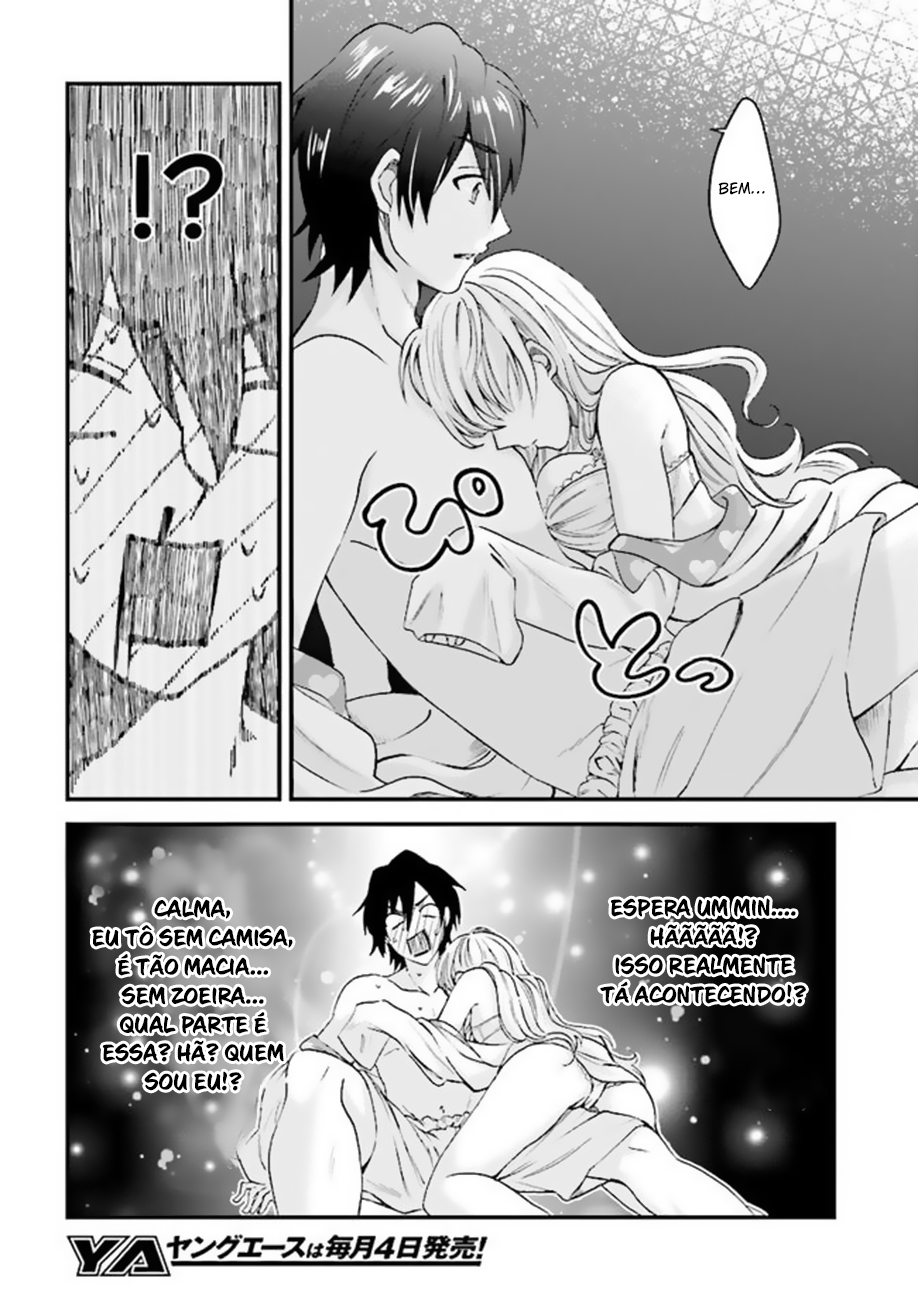 BEM...
ぴ
とっ
!?
ESPERA UM MIN....
HÃÃÃÃÃ!?
ISSO REALMENTE
TÁ ACONTECENDO!?
CALMA,
EU TÔ SEM CAMISA,
É TÃO MACIA...
SEM ZOEIRA...
QUAL PARTE É
ESSA? HÃ? QUEM
SOU EU!?
YA ヤングエースは毎月4日発売!